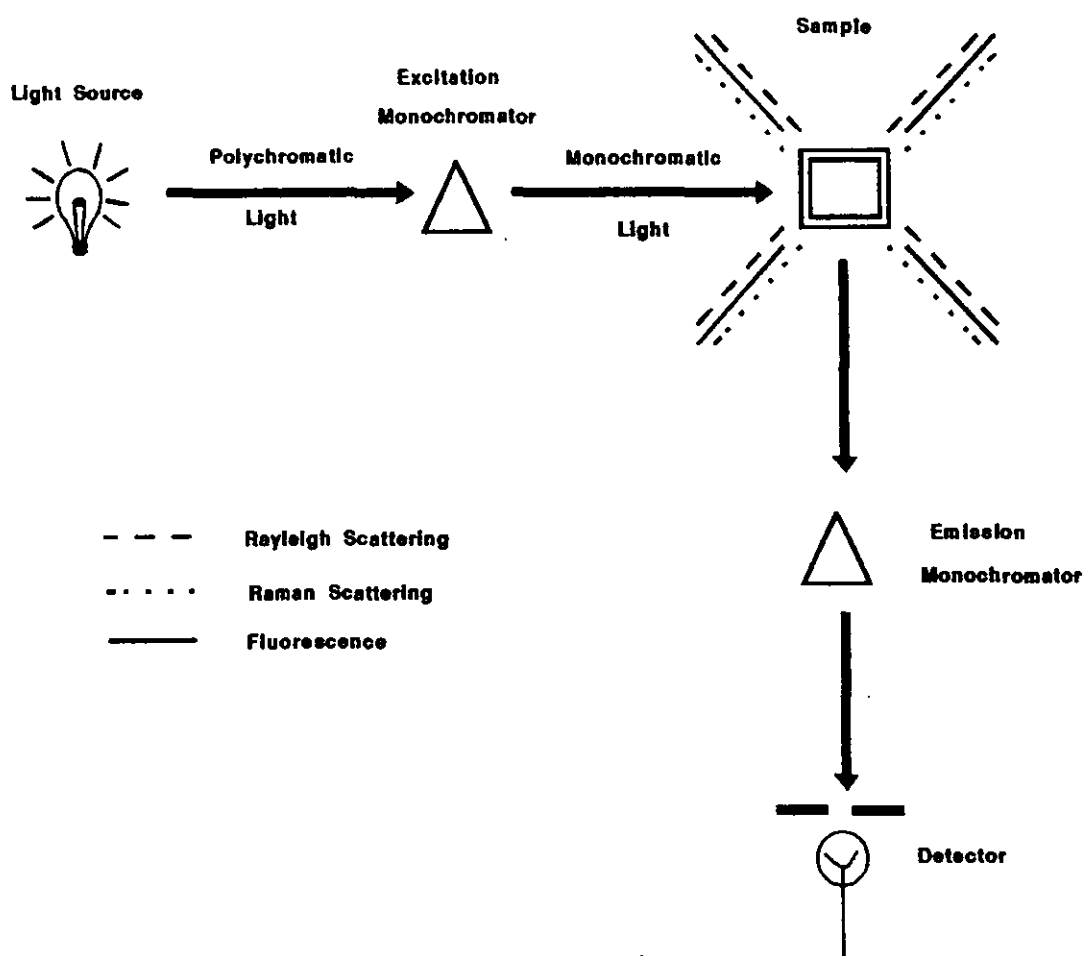 Sample
Excitation
Monochromator
Light Source
Polychromatic
Light
Monochromatic
Light
Rayleigh Scattering
Raman Scattering
Fluorescence
Emission
Monochromator
Detector